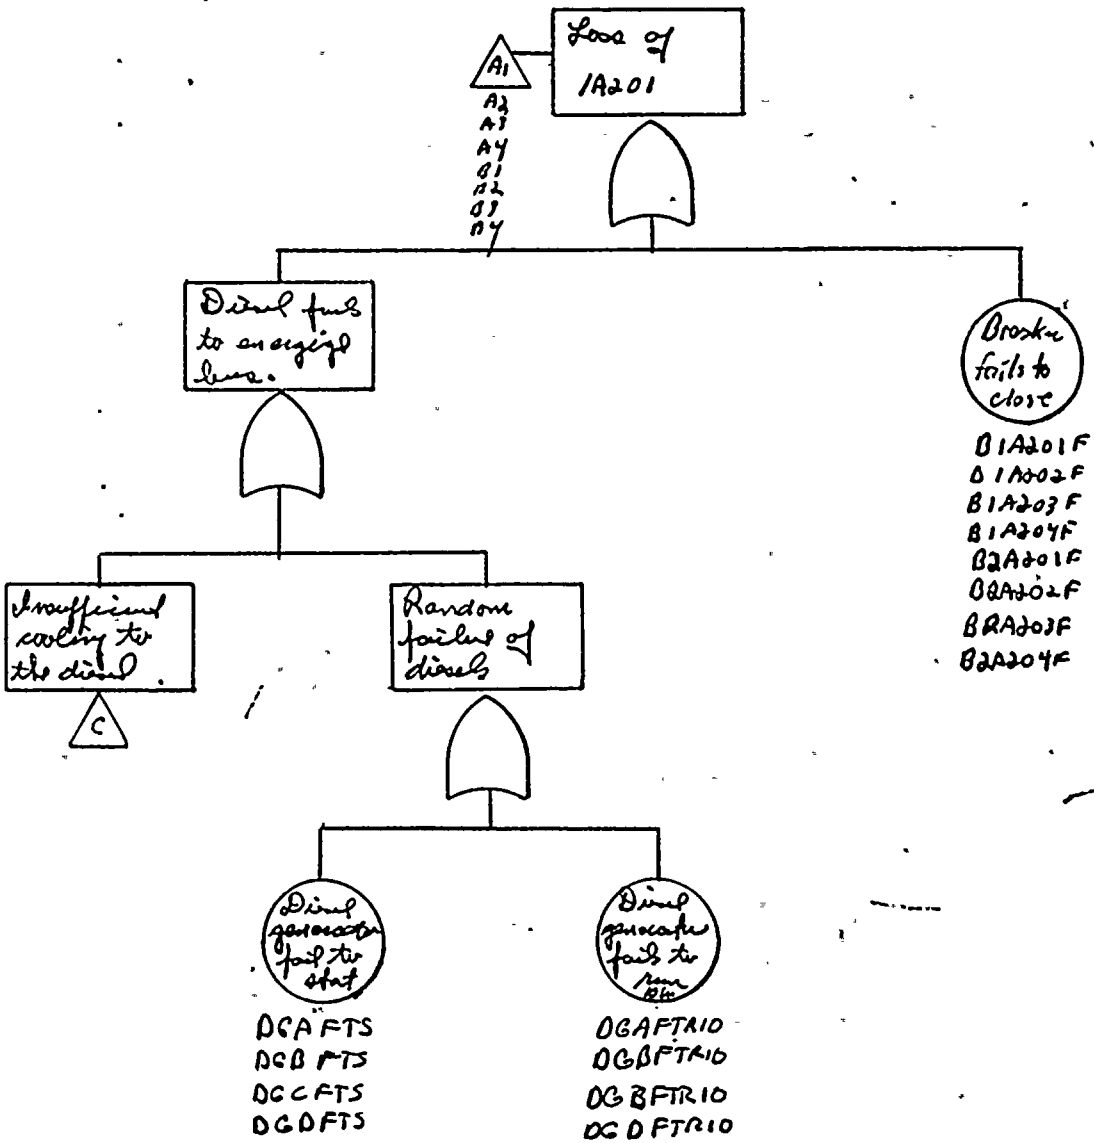 Loss of
1A201
A1
A2
A3
A4
B1
B2
B3
B4
Diesel fails
to energize
bus.
Breaker
fails to
close
B1A201F
B1A202F
B1A203F
B1A204F
B2A201F
B2A202F
B2A203F
B2A204F
Insufficient
cooling to
the diesel.
C
Random
failure of
diesels
Diesel
generator
fail to
start
DGAFTS
DGBFTS
DGCFTS
DGDFTS
Diesel
generator
fails to
run
DGAFTR10
DGBFTR10
DGBFTR10
DGDFTR10